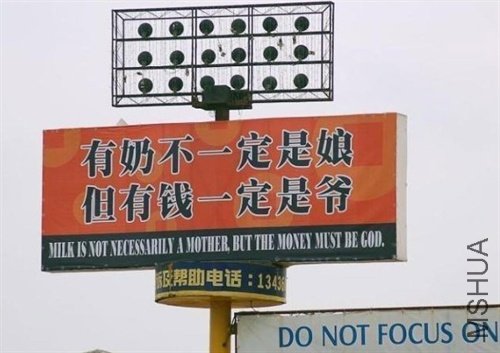 有奶不一定是娘
但有钱一定是爷
MILK IS NOT NECESSARILY A MOTHER, BUT THE MONEY MUST BE GOD.
帮助电话：1343
DO NOT FOCUS ON
PISHUA